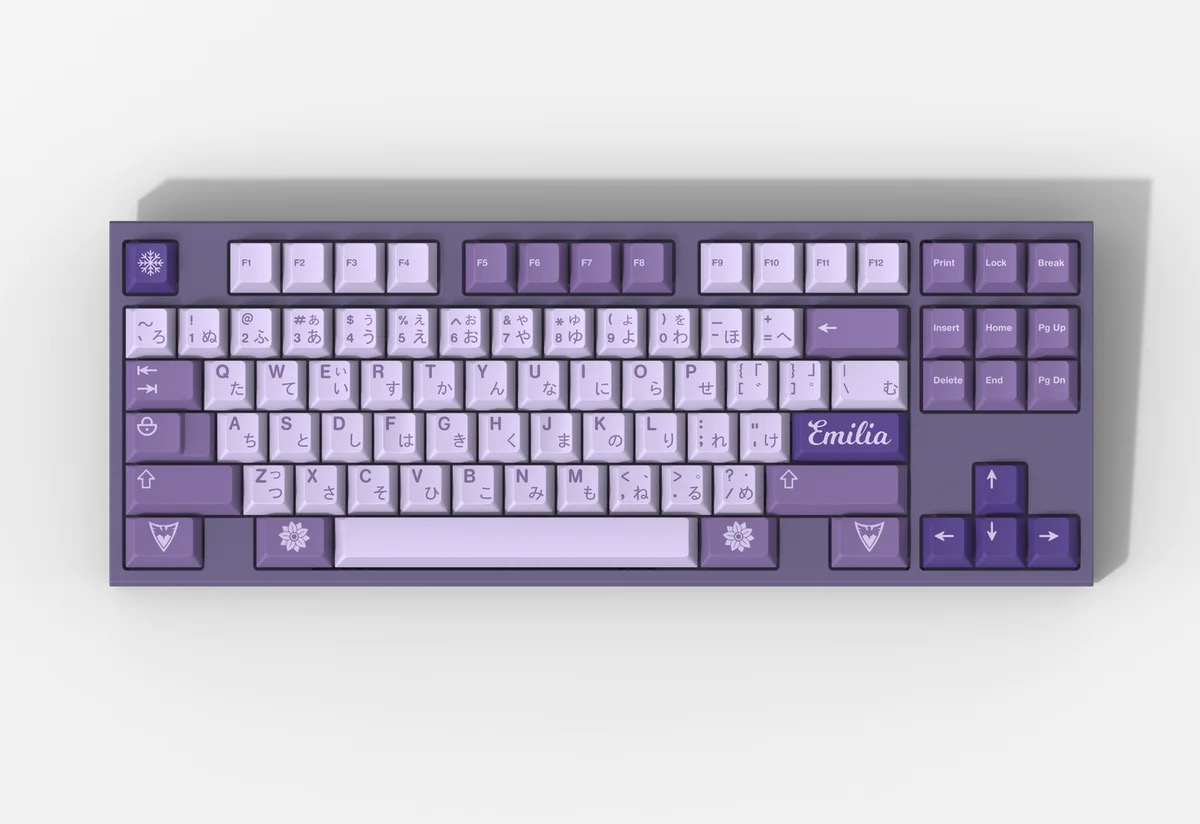 F1 F2 F3 F4 F5 F6 F7 F8 F9 F10 F11 F12 Print Lock Break
~ ! @ # ぁ $ ぅ % ぇ ^ ぉ & ゃ * ゅ ( ょ ) を _ +
` ろ 1 ぬ 2 ふ 3 あ 4 う 5 え 6 お 7 や 8 ゆ 9 よ 0 わ - ほ = へ ←
Insert Home Pg Up
Q W E ぃ R T Y U I O P { 「 } 」 |
た て い す か ん な に ら せ [ ゛ ] ゜ \ む
Delete End Pg Dn
A S D F G H J K L : "
ち と し は き く ま の り ; れ ' け
Emilia
Z っ X C V B N M < 、 > 。 ? ・
つ さ そ ひ こ み も , ね . る / め
↑
← ↓ →